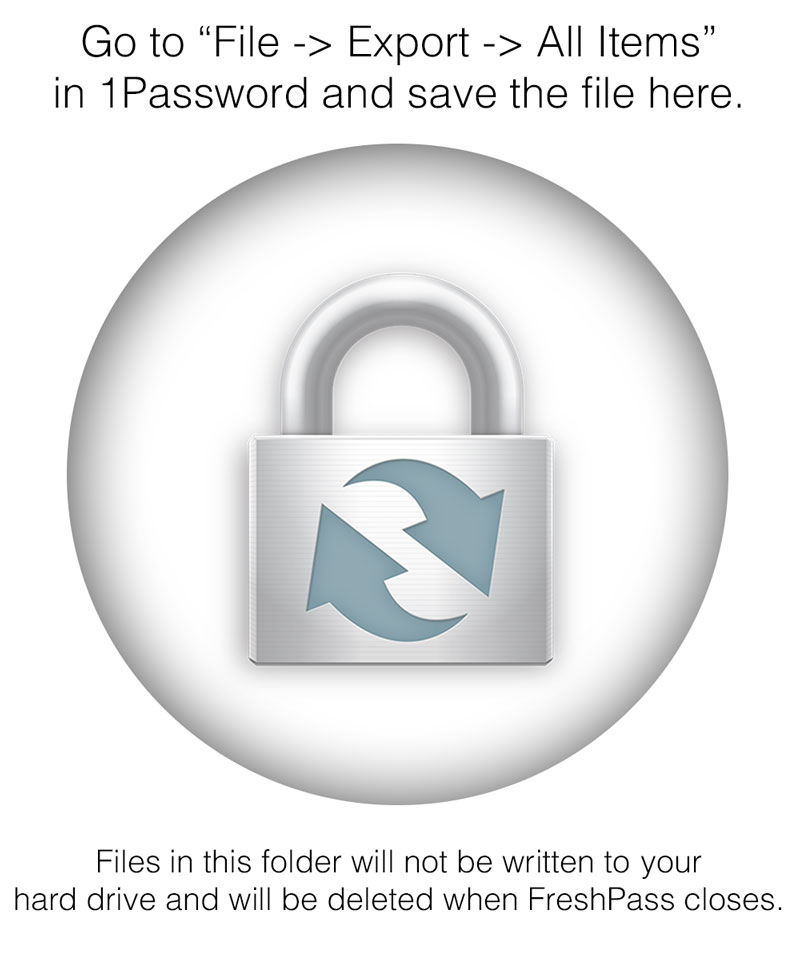 Go to “File -> Export -> All Items”
in 1Password and save the file here.
Files in this folder will not be written to your
hard drive and will be deleted when FreshPass closes.